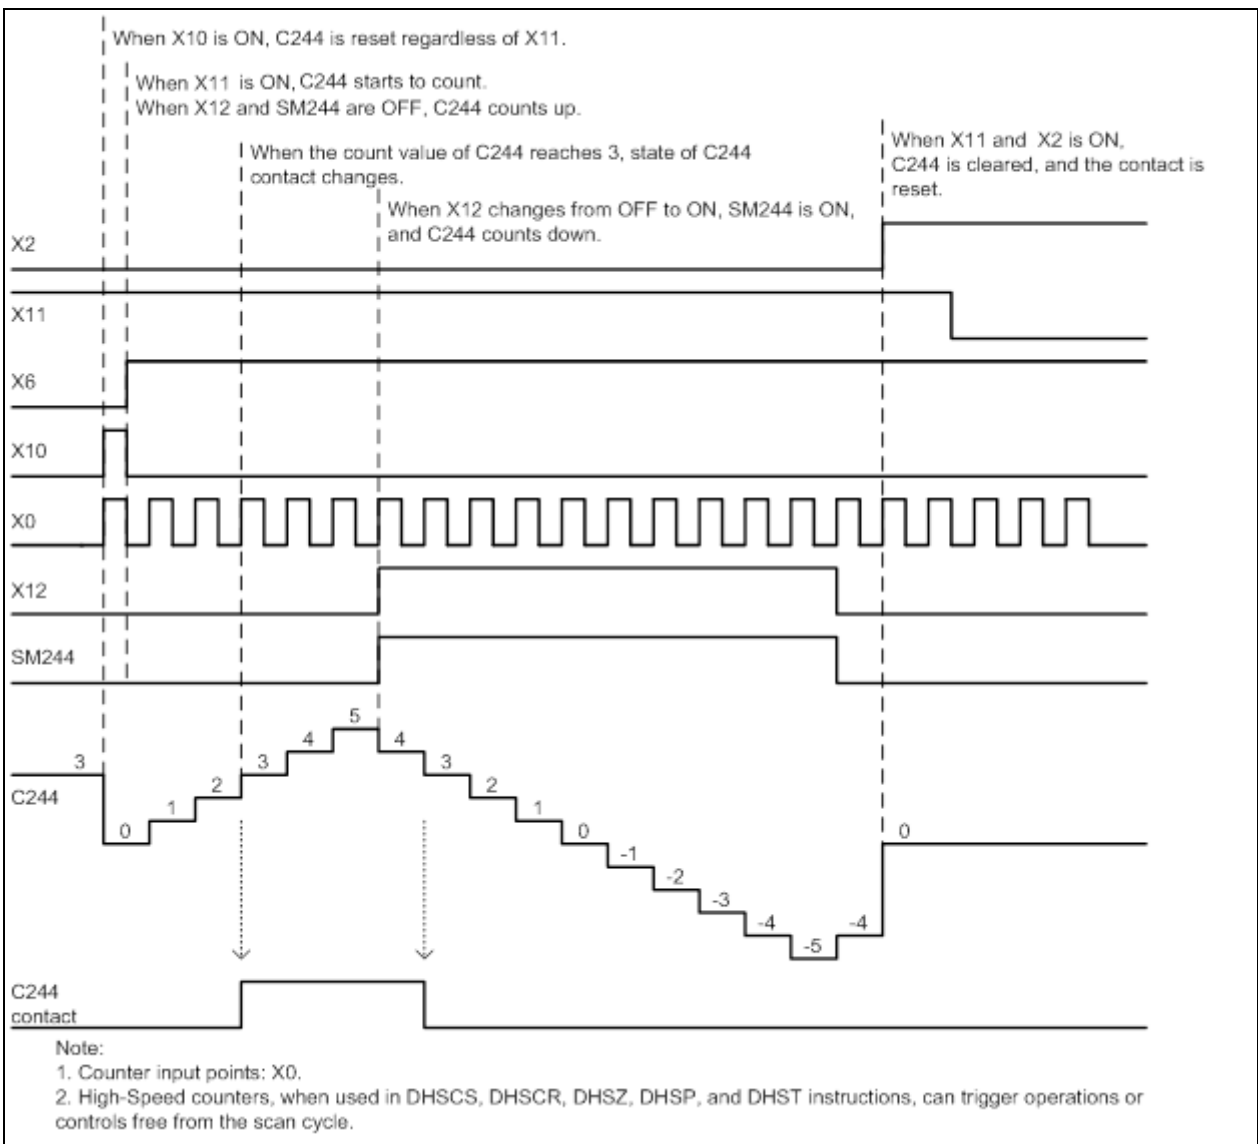 When X10 is ON, C244 is reset regardless of X11.
When X11 is ON, C244 starts to count.
When X12 and SM244 are OFF, C244 counts up.
When the count value of C244 reaches 3, state of C244
contact changes.
When X12 changes from OFF to ON, SM244 is ON,
and C244 counts down.
When X11 and X2 is ON,
C244 is cleared, and the contact is
reset.
X2
X11
X6
X10
X0
X12
SM244
C244
3
0
1
2
3
4
5
4
3
2
1
0
-1
-2
-3
-4
-5
-4
0
C244
contact
Note:
1. Counter input points: X0.
2. High-Speed counters, when used in DHSCS, DHSCR, DHSZ, DHSP, and DHST instructions, can trigger operations or
controls free from the scan cycle.